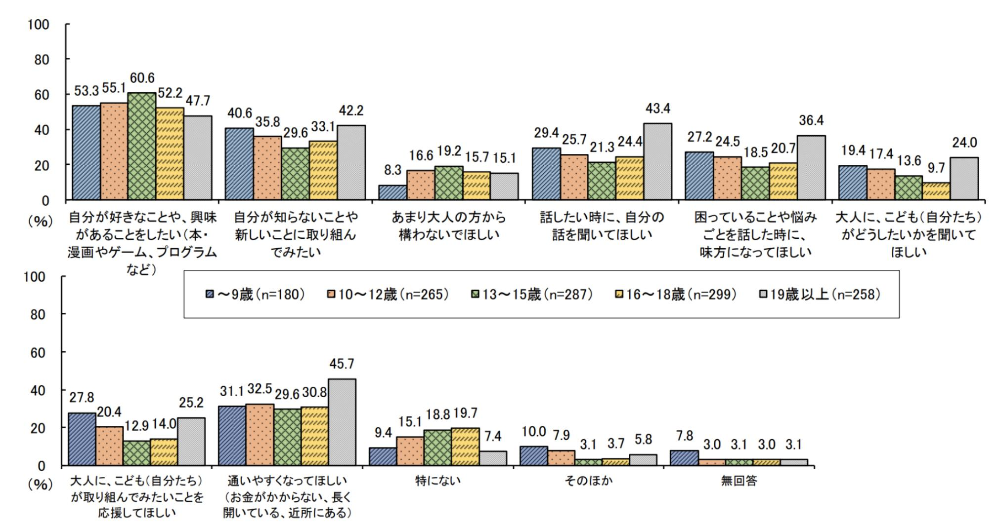 100
80
60
40
20
0
(%)
53.3 55.1 60.6 52.2 47.7
40.6 35.8 29.6 33.1 42.2
8.3 16.6 19.2 15.7 15.1
29.4 25.7 21.3 24.4 43.4
27.2 24.5 18.5 20.7 36.4
19.4 17.4 13.6 9.7 24.0
自分が好きなことや、興味
があることをしたい(本・
漫画やゲーム、プログラム
など)
自分が知らないことや
新しいことに取り組ん
でみたい
あまり大人の方から
構わないでほしい
話したい時に、自分の
話を聞いてほしい
困っていることや悩み
ごとを話した時に、
味方になってほしい
大人に、こども(自分たち)
がどうしたいかを聞いて
ほしい
~9歳(n=180) 10~12歳(n=265) 13~15歳(n=287) 16~18歳(n=299) 19歳以上(n=258)
100
80
60
40
20
0
(%)
27.8 20.4 12.9 14.0 25.2
31.1 32.5 29.6 30.8 45.7
9.4 15.1 18.8 19.7 7.4
10.0 7.9 3.1 3.7 5.8
7.8 3.0 3.1 3.0 3.1
大人に、こども(自分たち)
が取り組んでみたいことを
応援してほしい
通いやすくなってほしい
(お金がかからない、長く
開いている、近所にある)
特にない
そのほか
無回答